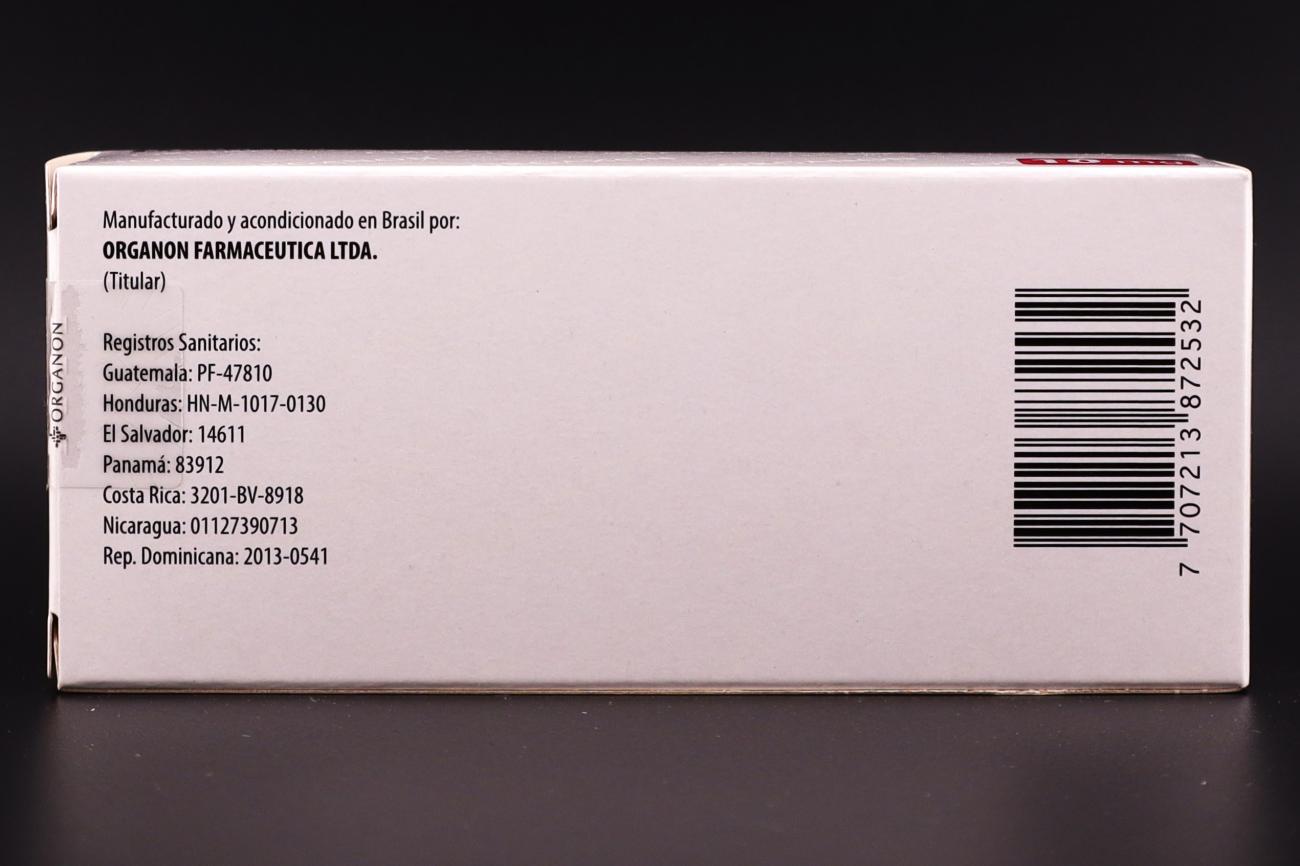 Manufacturado y acondicionado en Brasil por:
ORGANON FARMACEUTICA LTDA.
(Titular)
Registros Sanitarios:
Guatemala: PF-47810
Honduras: HN-M-1017-0130
El Salvador: 14611
Panamá: 83912
Costa Rica: 3201-BV-8918
Nicaragua: 01127390713
Rep. Dominicana: 2013-0541
ORGANON
10 mg
7 707213 872532